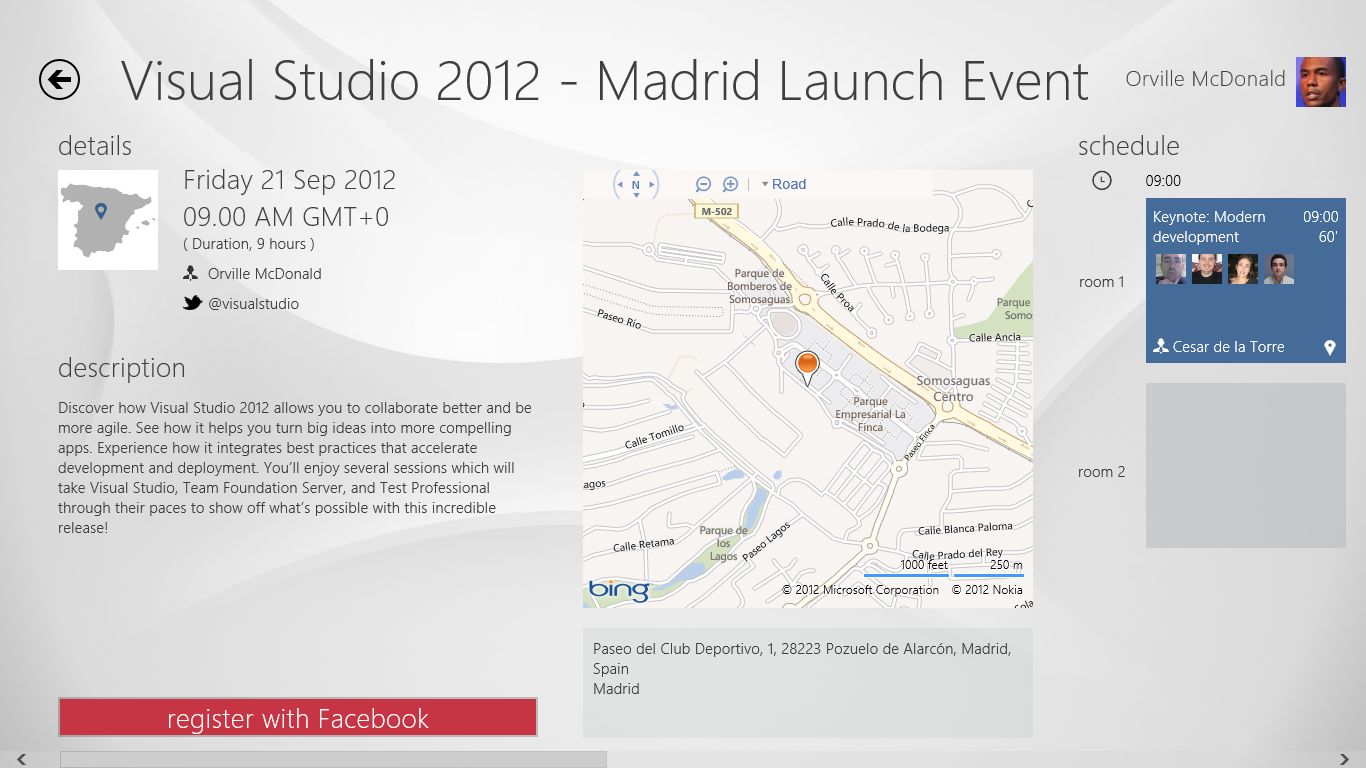 Visual Studio 2012 - Madrid Launch Event
Orville McDonald
details
Friday 21 Sep 2012
09.00 AM GMT+0
( Duration, 9 hours )
Orville McDonald
@visualstudio
description
Discover how Visual Studio 2012 allows you to collaborate better and be
more agile. See how it helps you turn big ideas into more compelling
apps. Experience how it integrates best practices that accelerate
development and deployment. You’ll enjoy several sessions which will
take Visual Studio, Team Foundation Server, and Test Professional
through their paces to show off what’s possible with this incredible
release!
register with Facebook
N
Road
M-502
Calle Prado de la Bodega
Parque de
Bomberos de
Somosaguas
Calle Proa
Parque
Somo
Paseo Río
Calle Ancla
Somosaguas
Centro
Parque
Empresarial La
Finca
Paseo Finca
Calle Tomillo
agos
Parque de
los
Lagos
Paseo Lagos
Calle Retama
Calle Blanca Paloma
Calle Prado del Rey
1000 feet
250 m
bing
© 2012 Microsoft Corporation
© 2012 Nokia
Paseo del Club Deportivo, 1, 28223 Pozuelo de Alarcón, Madrid,
Spain
Madrid
schedule
09:00
room 1
Keynote: Modern
development
09:00
60'
Cesar de la Torre
room 2